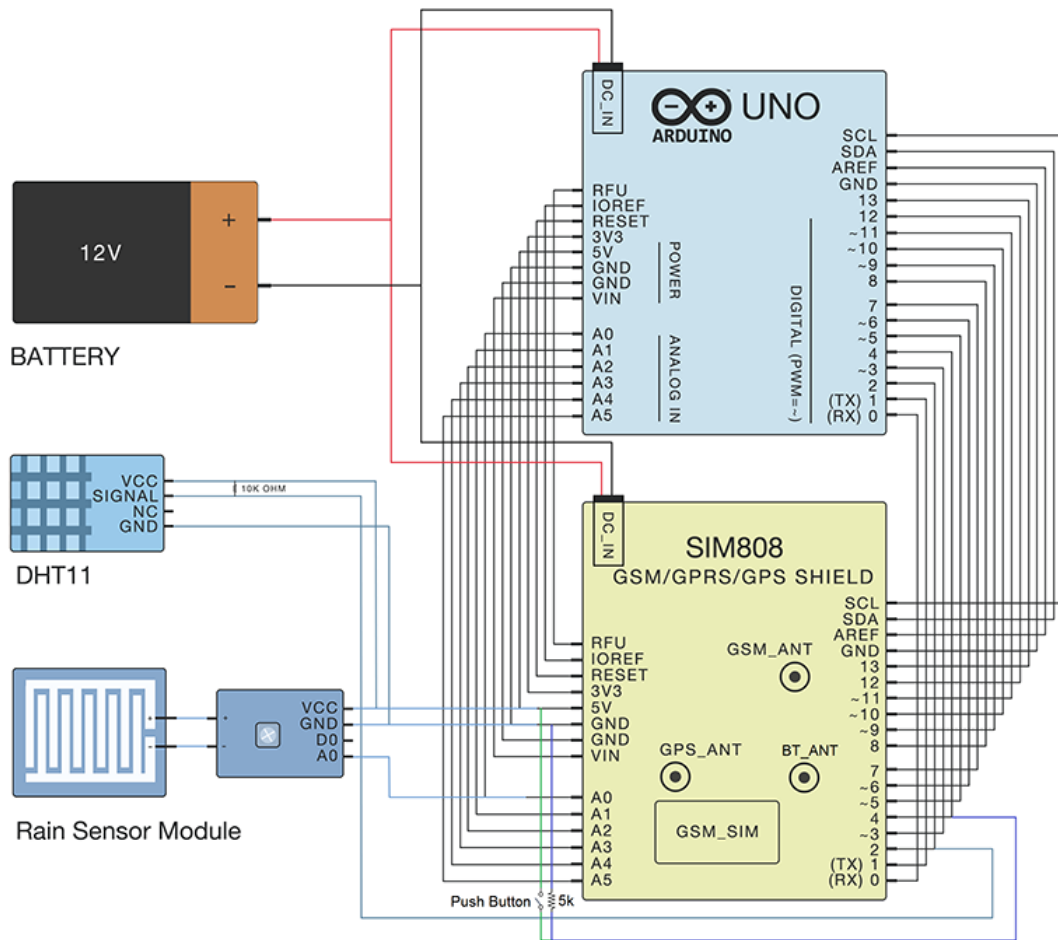 DC_IN
UNO
ARDUINO
SCL
SDA
AREF
GND
13
12
~11
~10
~9
8
7
~6
~5
4
~3
2
(TX) 1
(RX) 0
DIGITAL (PWM=~)
RFU
IOREF
RESET
3V3
5V
GND
GND
VIN
POWER
A0
A1
A2
A3
A4
A5
ANALOG IN
+
12V
-
BATTERY
VCC
SIGNAL
NC
GND
10K OHM
DHT11
+
-
+
-
VCC
GND
D0
A0
Rain Sensor Module
DC_IN
SIM808
GSM/GPRS/GPS SHIELD
SCL
SDA
AREF
GND
13
12
~11
~10
~9
8
7
~6
~5
4
~3
2
(TX) 1
(RX) 0
RFU
IOREF
RESET
3V3
5V
GND
GND
VIN
A0
A1
A2
A3
A4
A5
GSM_ANT
GPS_ANT
BT_ANT
GSM_SIM
Push Button
5k